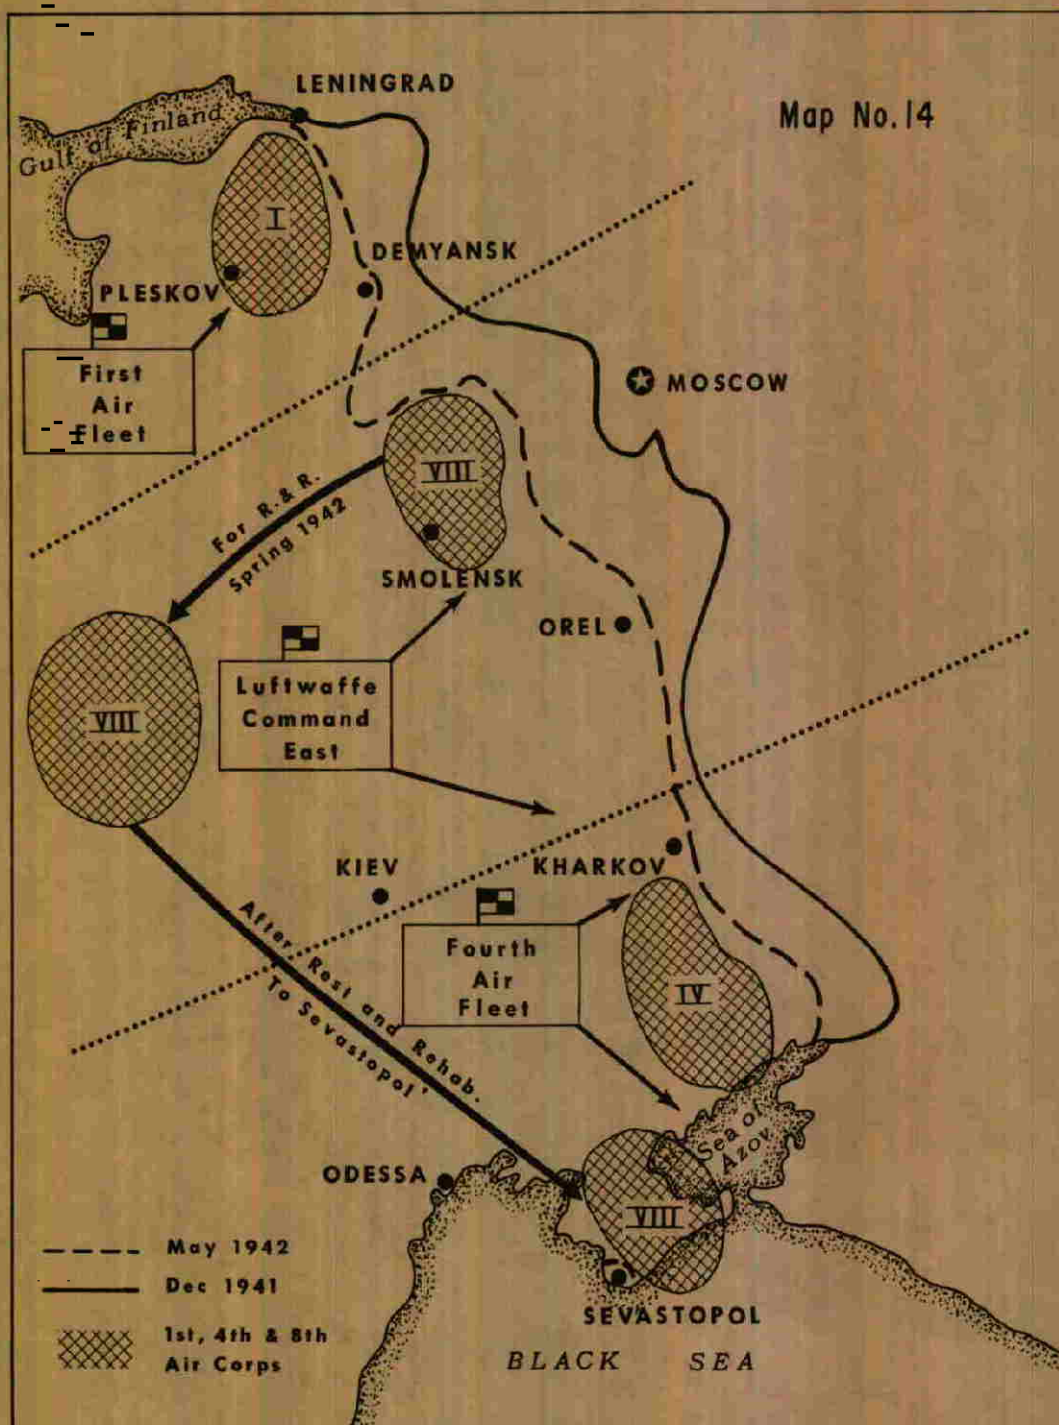 LENINGRAD
Map No. 14
Gulf of Finland
I
DEMYANSK
PLESKOV
First
Air
Fleet
MOSCOW
VIII
For R. & R.
Spring 1942
SMOLENSK
OREL
VIII
Luftwaffe
Command
East
KIEV
KHARKOV
Fourth
Air
Fleet
IV
After Rest and Rehab.
To Sevastopol'
Sea of
Azov
ODESSA
VIII
May 1942
Dec 1941
SEVASTOPOL
1st, 4th & 8th
Air Corps
BLACK SEA